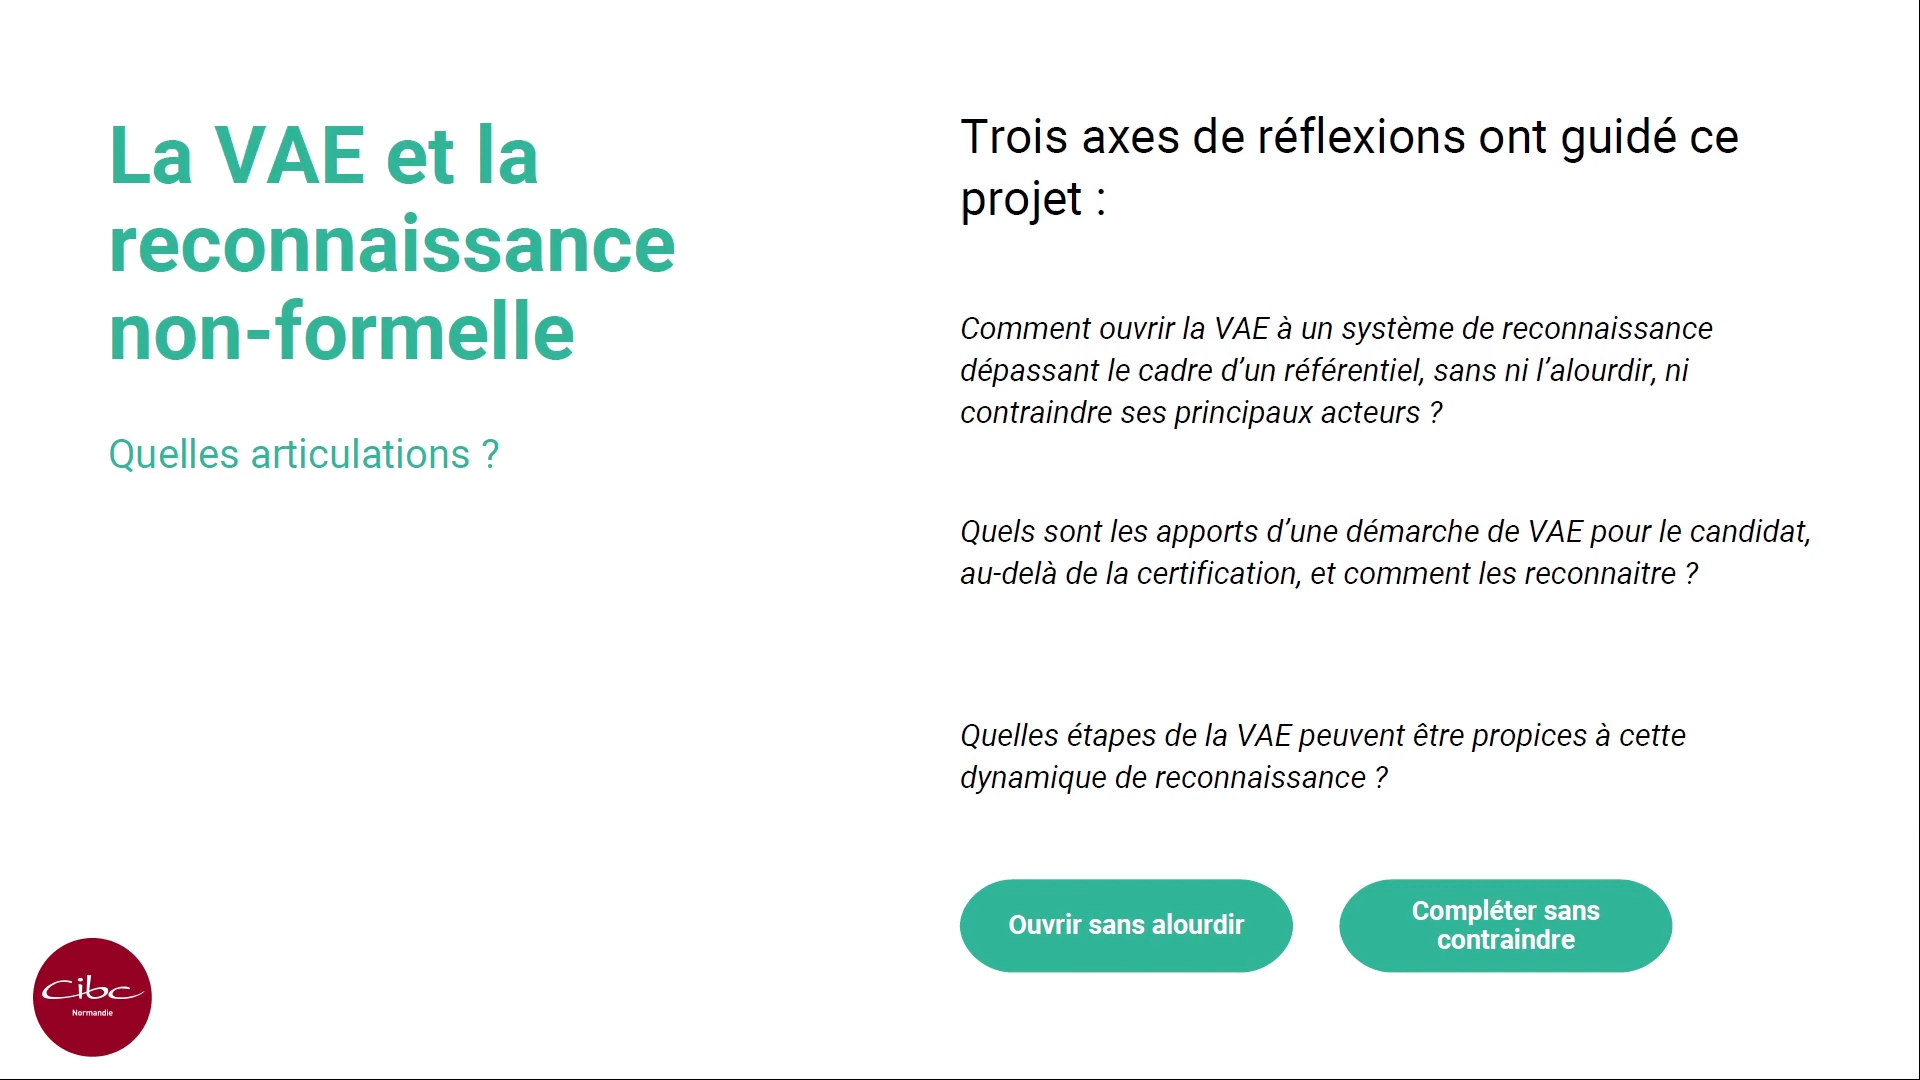 La VAE et la
reconnaissance
non-formelle
Quelles articulations ?
Trois axes de réflexions ont guidé ce
projet :
Comment ouvrir la VAE à un système de reconnaissance
dépassant le cadre d’un référentiel, sans ni l’alourdir, ni
contraindre ses principaux acteurs ?
Quels sont les apports d’une démarche de VAE pour le candidat,
au-delà de la certification, et comment les reconnaitre ?
Quelles étapes de la VAE peuvent être propices à cette
dynamique de reconnaissance ?
Ouvrir sans alourdir
Compléter sans
contraindre
cibc
Normandie